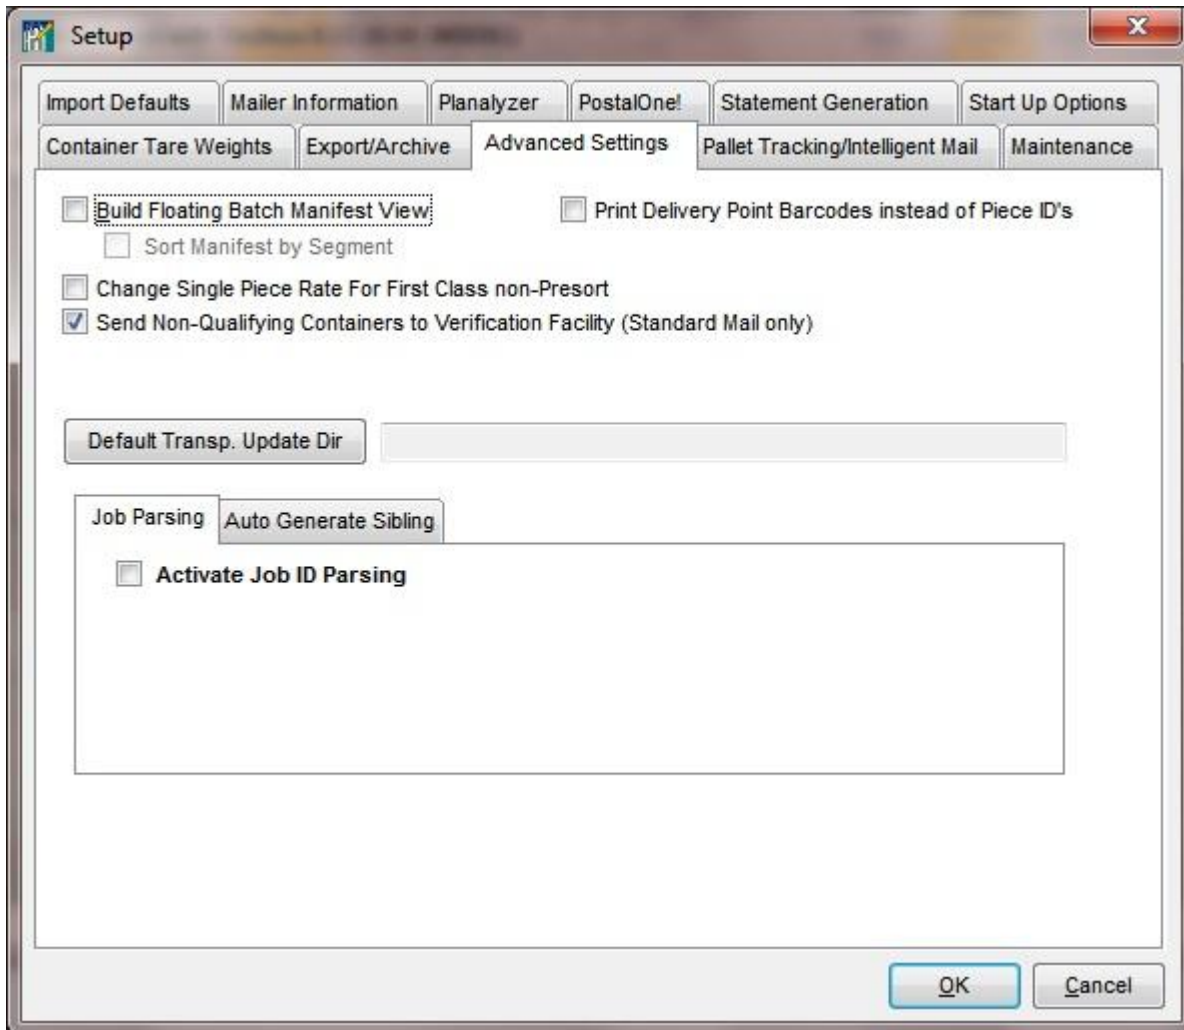 Setup
Import Defaults Mailer Information Planalyzer PostalOne! Statement Generation Start Up Options
Container Tare Weights Export/Archive Advanced Settings Pallet Tracking/Intelligent Mail Maintenance
Build Floating Batch Manifest View Print Delivery Point Barcodes instead of Piece ID's
Sort Manifest by Segment
Change Single Piece Rate For First Class non-Presort
Send Non-Qualifying Containers to Verification Facility (Standard Mail only)
Default Transp. Update Dir
Job Parsing Auto Generate Sibling
Activate Job ID Parsing
OK Cancel